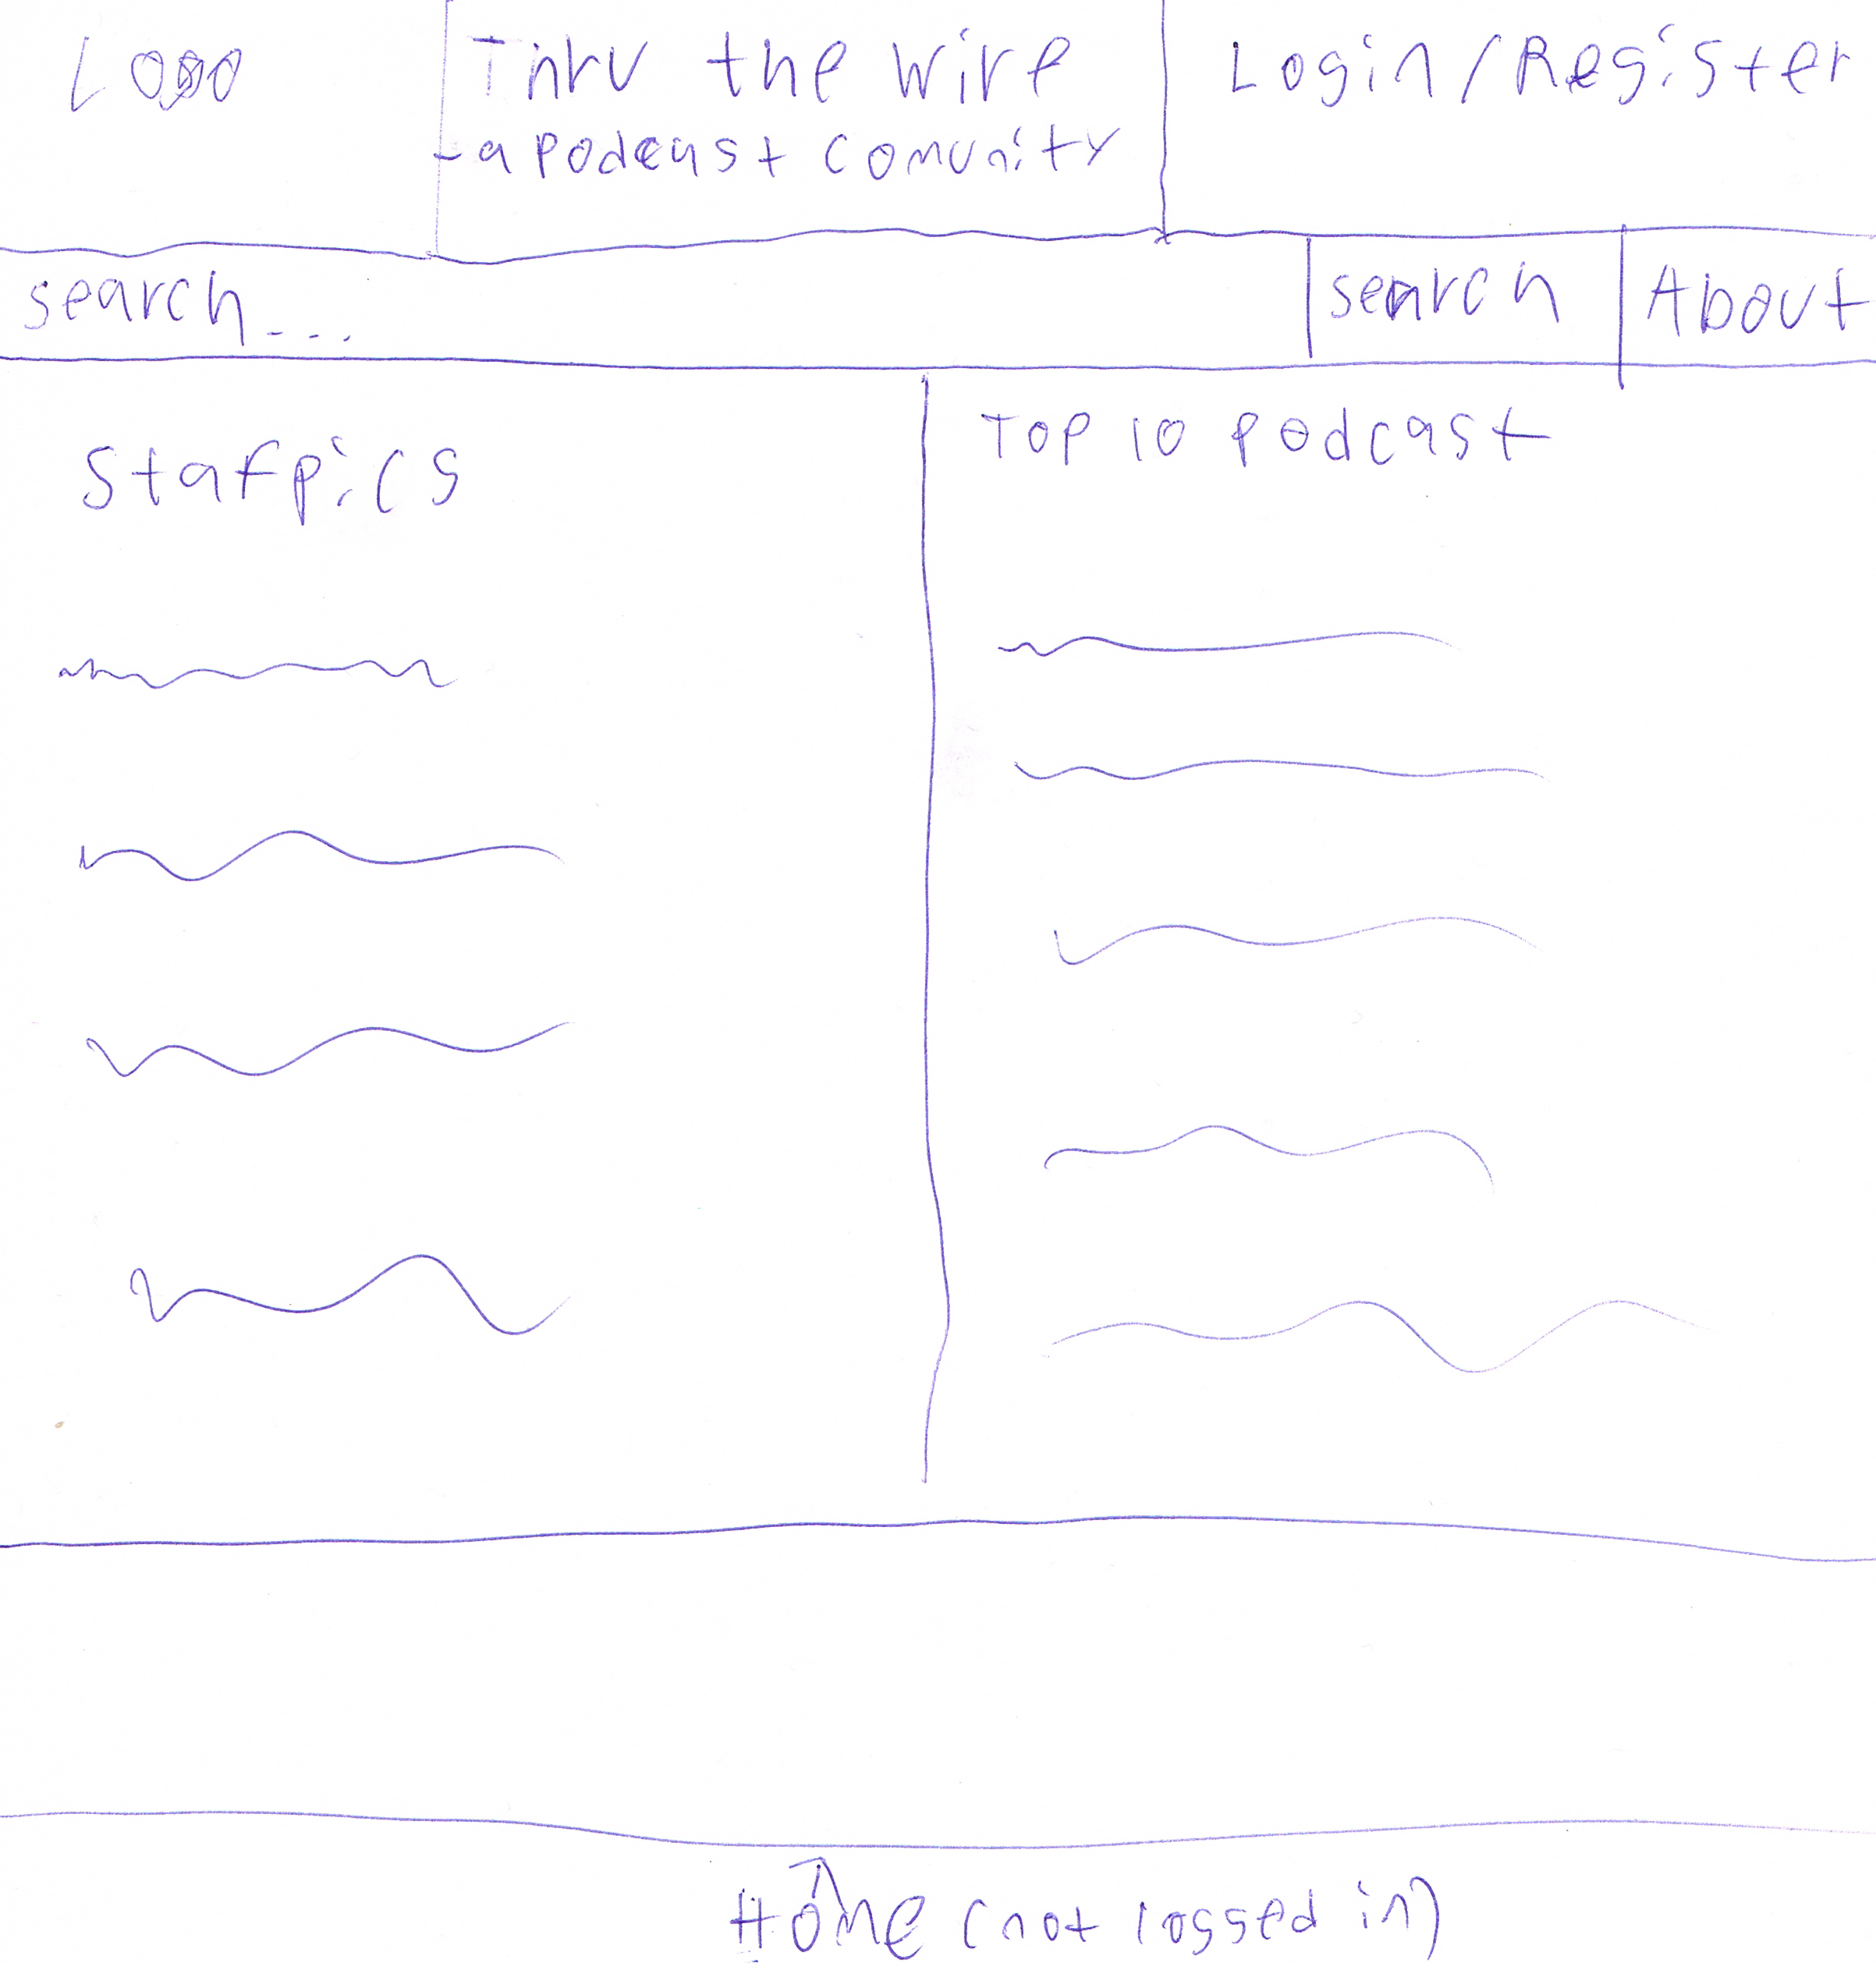 Logo
Thru the wire
-a podcast comunity
Login/Register
search...
search
About
Stafpics
Top 10 podcast
Home (not logged in)